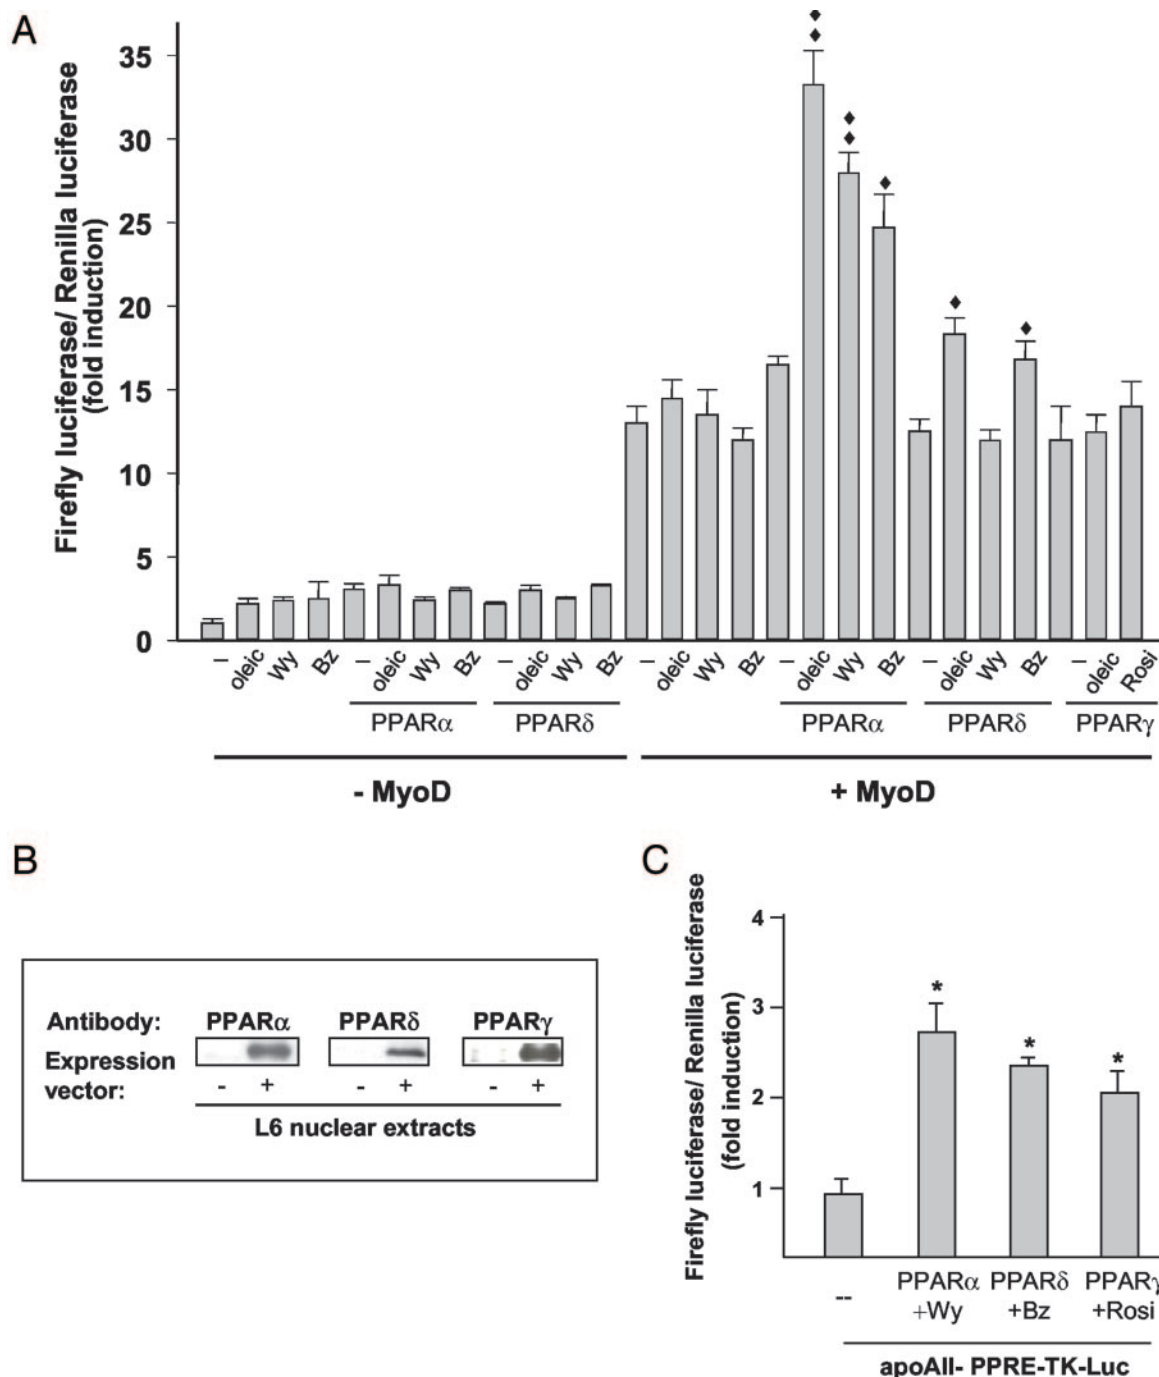 A
Firefly luciferase/ Renilla luciferase
(fold induction)
35
30
25
20
15
10
5
0
– oleic Wy Bz – oleic Wy Bz – oleic Wy Bz – oleic Wy Bz – oleic Wy Bz – oleic Wy Bz – oleic Rosi
PPARα PPARδ PPARα PPARδ PPARγ
- MyoD + MyoD
B
Antibody: PPARα PPARδ PPARγ
Expression
vector: - + - + - +
L6 nuclear extracts
C
Firefly luciferase/ Renilla luciferase
(fold induction)
4
3
2
1
* * *
-- PPARα PPARδ PPARγ
+Wy +Bz +Rosi
apoAII- PPRE-TK-Luc